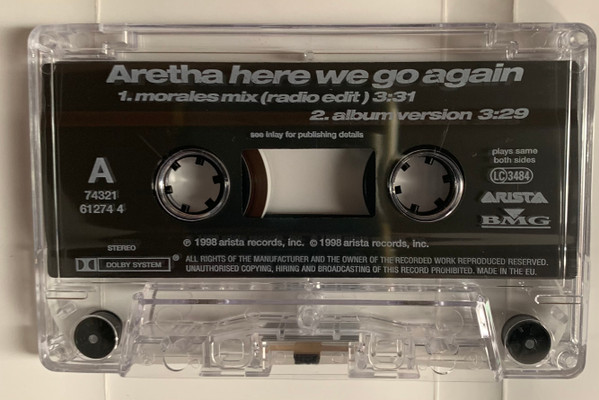 Aretha here we go again
1. morales mix (radio edit) 3:31
2. album version 3:29
see inlay for publishing details
A
74321
61274 4
plays same
both sides
LC 3484
ARISTA
BMG
STEREO
DOLBY SYSTEM ®
℗ 1998 arista records, inc. © 1998 arista records, inc.
ALL RIGHTS OF THE MANUFACTURER AND THE OWNER OF THE RECORDED WORK REPRODUCED RESERVED.
UNAUTHORISED COPYING, HIRING AND BROADCASTING OF THIS RECORD PROHIBITED. MADE IN THE EU.